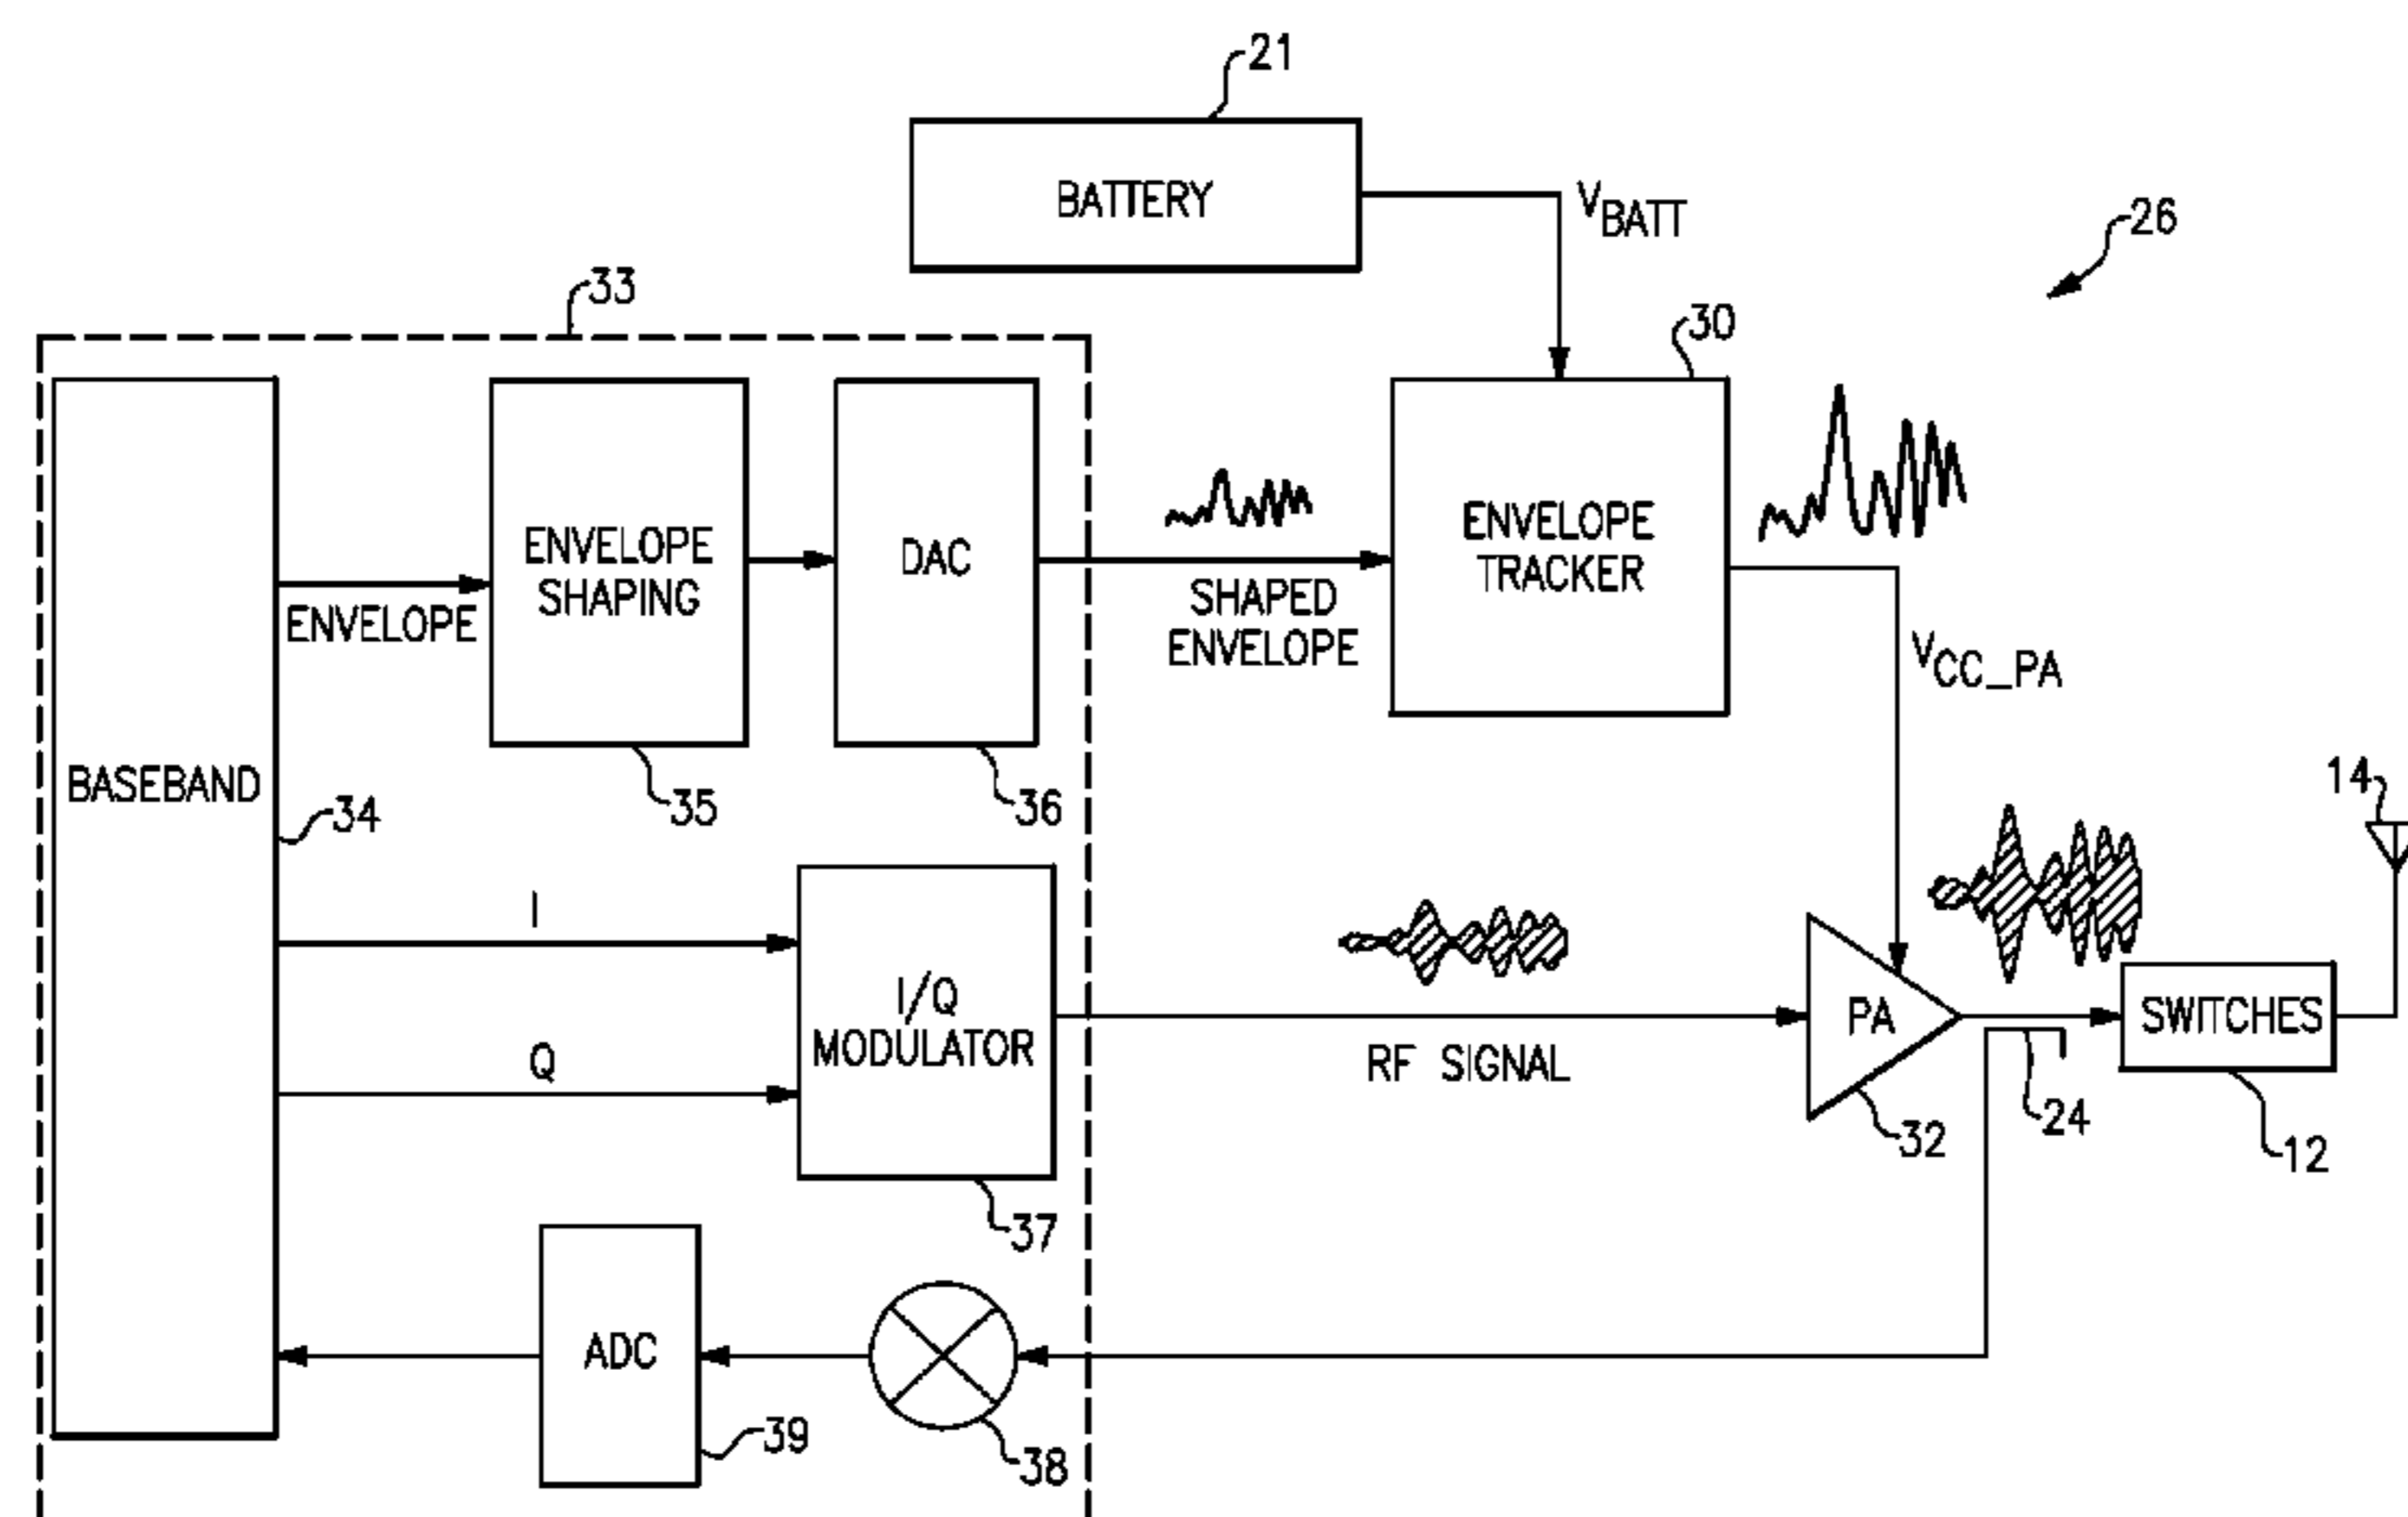 21
BATTERY
VBATT
26
33
30
BASEBAND
34
ENVELOPE
ENVELOPE
SHAPING
35
DAC
36
SHAPED
ENVELOPE
ENVELOPE
TRACKER
VCC_PA
14
I
Q
I/Q
MODULATOR
37
RF SIGNAL
PA
32
24
SWITCHES
12
ADC
39
38